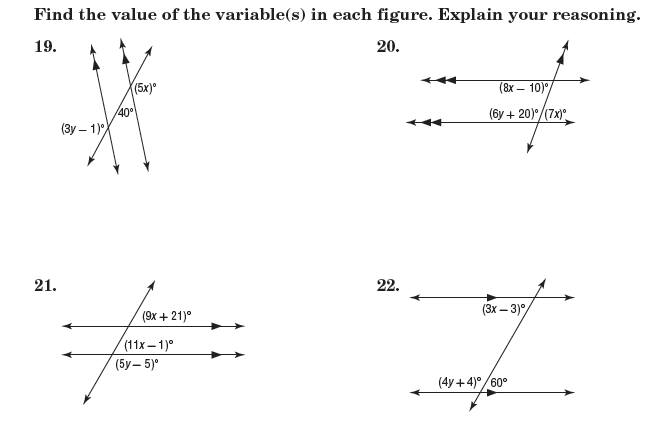 Find the value of the variable(s) in each figure. Explain your reasoning.
19.
(5x)°
40°
(3y – 1)°
20.
(8x – 10)°
(6y + 20)° (7x)°
21.
(9x + 21)°
(11x – 1)°
(5y – 5)°
22.
(3x – 3)°
(4y + 4)° 60°